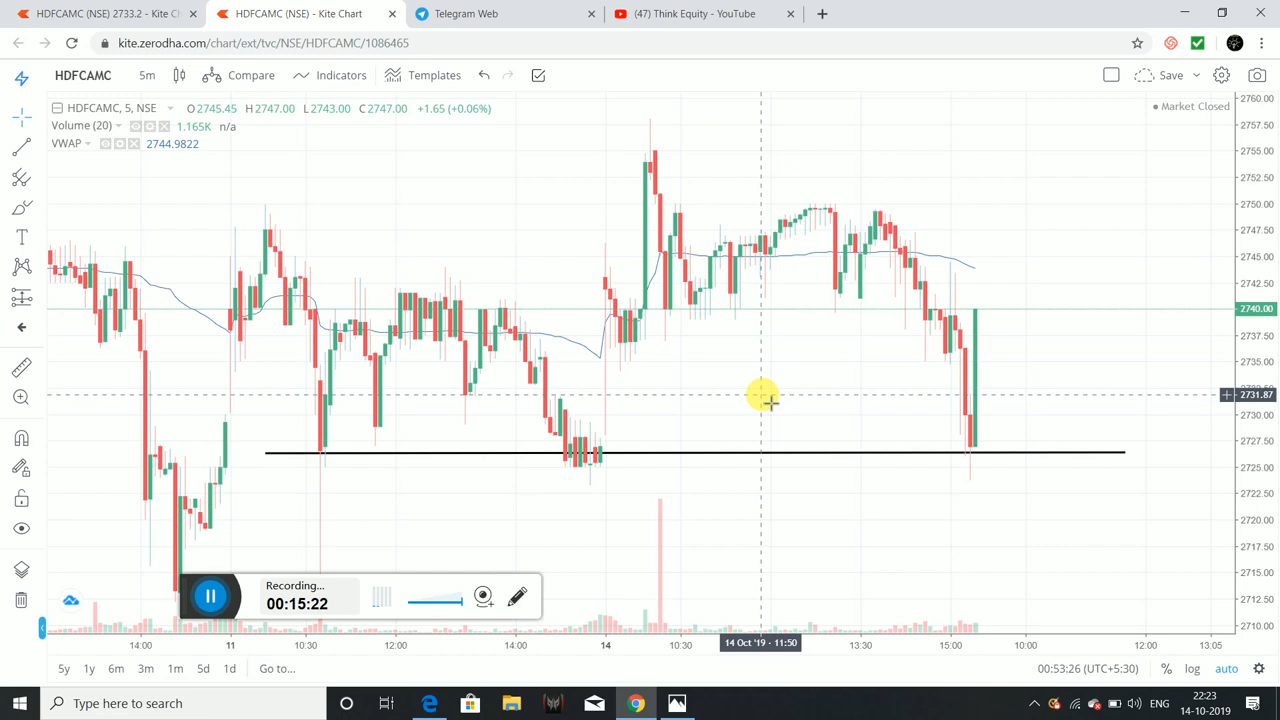 HDFCAMC (NSE) 2733.2 - Kite C
HDFCAMC (NSE) - Kite Chart
Telegram Web
(47) Think Equity - YouTube
kite.zerodha.com/chart/ext/tvc/NSE/HDFCAMC/1086465
HDFCAMC 5m Compare Indicators Templates Save
HDFCAMC, 5, NSE O2745.45 H2747.00 L2743.00 C2747.00 +1.65 (+0.06%)
Market Closed
Volume (20) 1.165K n/a
VWAP 2744.9822
2760.00
2757.50
2755.00
2752.50
2750.00
2747.50
2745.00
2742.50
2740.00
2737.50
2735.00
2731.87
2730.00
2727.50
2725.00
2722.50
2720.00
2717.50
2715.00
2712.50
2710.00
Recording...
00:15:22
14:00 11 10:30 12:00 14:00 14 10:30 14 Oct '19 - 11:50 13:30 15:00 10:00 12:00 13:05
5y 1y 6m 3m 1m 5d 1d Go to... 00:53:26 (UTC+5:30) % log auto
Type here to search
ENG
22:23
14-10-2019